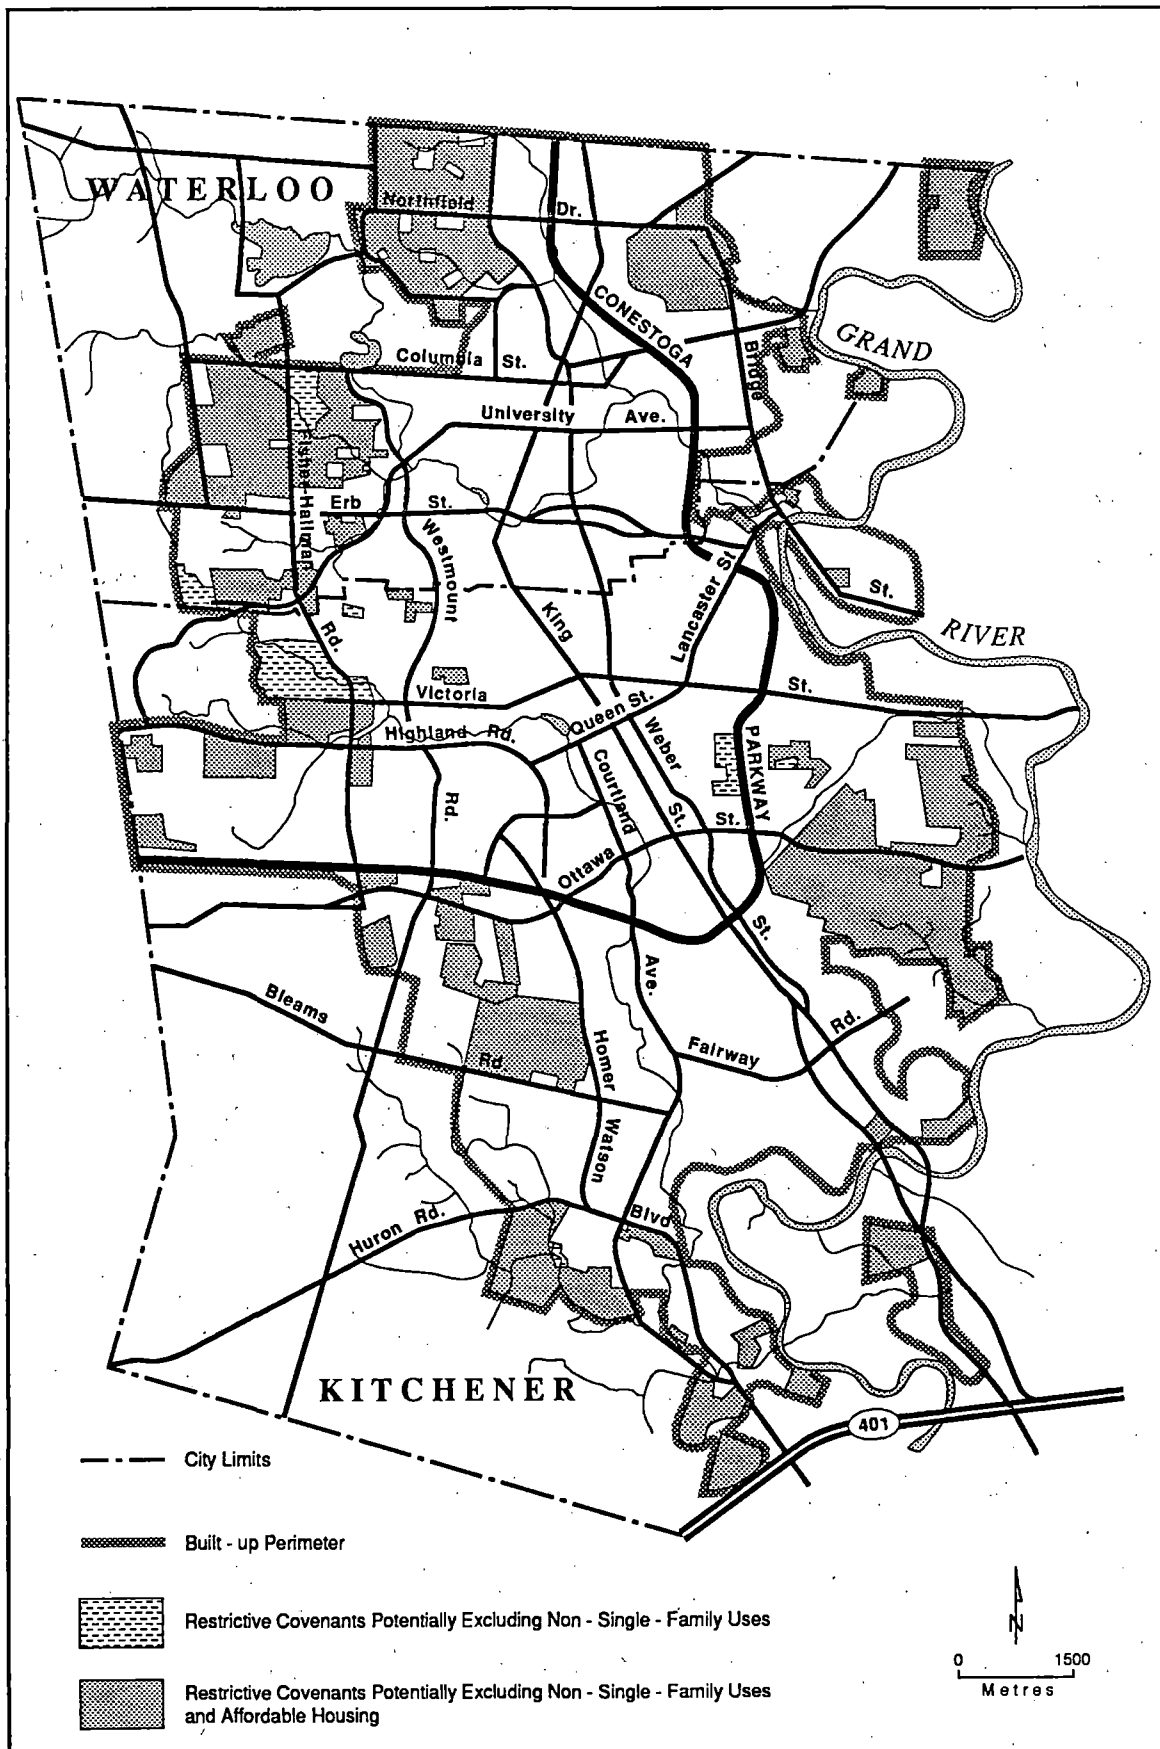 WATERLOO
Northfield Dr.
CONESTOGA
GRAND
Columbia St.
Bridge
University Ave.
Fisher-Hallman
Erb St.
Westmount
Lancaster St.
St.
King
RIVER
Rd.
Victoria St.
Queen St.
Highland Rd.
Weber
PARKWAY
Courtland
Rd.
St.
St.
Ottawa
St.
Ave.
Bleams
Rd.
Homer
Fairway Rd.
Watson
Blvd
Huron Rd.
KITCHENER
401
City Limits
Built - up Perimeter
Restrictive Covenants Potentially Excluding Non - Single - Family Uses
Restrictive Covenants Potentially Excluding Non - Single - Family Uses
and Affordable Housing
N
0 1500
Metres